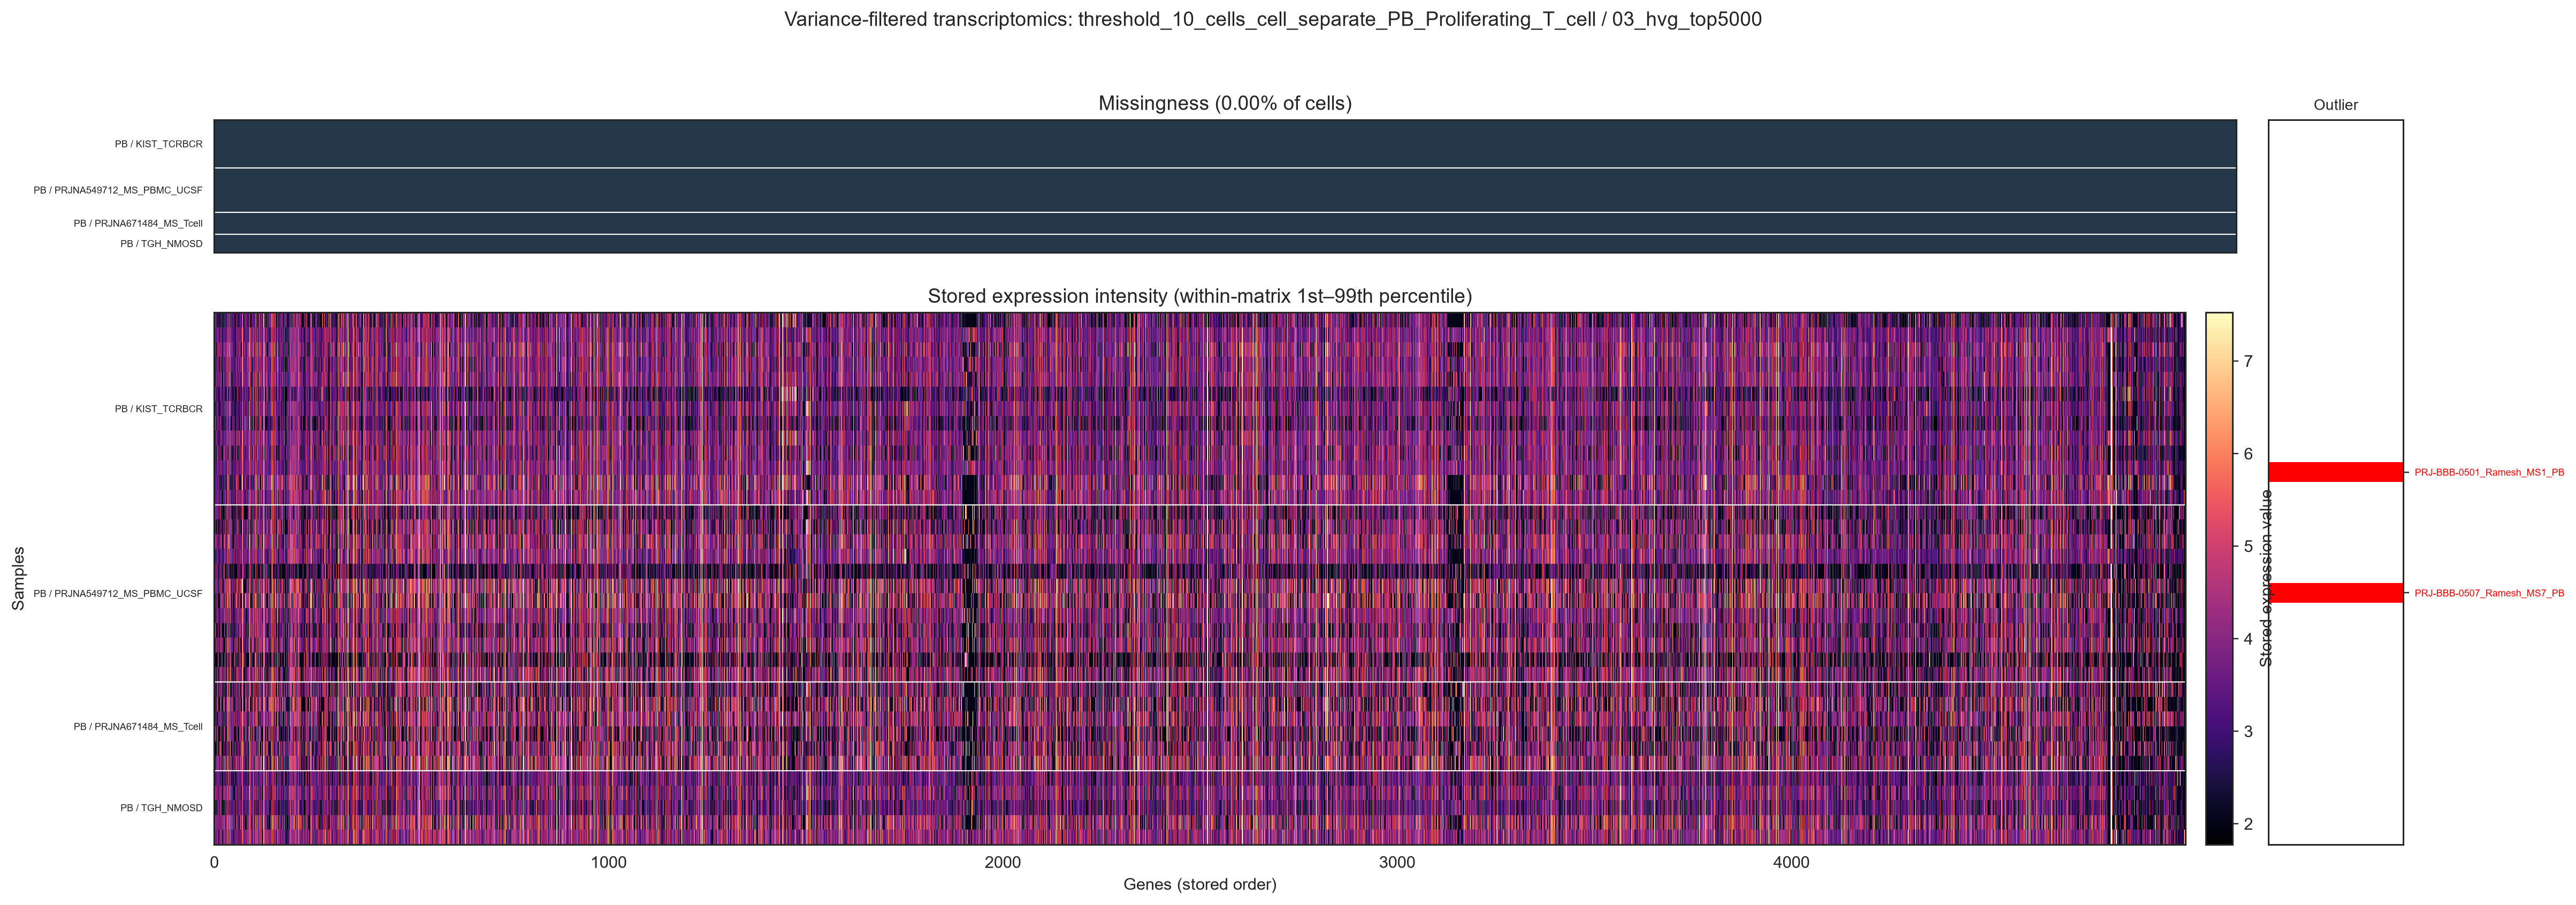 Variance-filtered transcriptomics: threshold_10_cells_cell_separate_PB_Proliferating_T_cell / 03_hvg_top5000
Missingness (0.00% of cells)
Outlier
PB / KIST_TCRBCR
PB / PRJNA549712_MS_PBMC_UCSF
PB / PRJNA671484_MS_Tcell
PB / TGH_NMOSD
Stored expression intensity (within-matrix 1st–99th percentile)
Samples
PB / KIST_TCRBCR
PB / PRJNA549712_MS_PBMC_UCSF
PB / PRJNA671484_MS_Tcell
PB / TGH_NMOSD
0
1000
2000
3000
4000
Genes (stored order)
7
6
5
4
3
2
Stored expression value
PRJ-BBB-0501_Ramesh_MS1_PB
PRJ-BBB-0507_Ramesh_MS7_PB